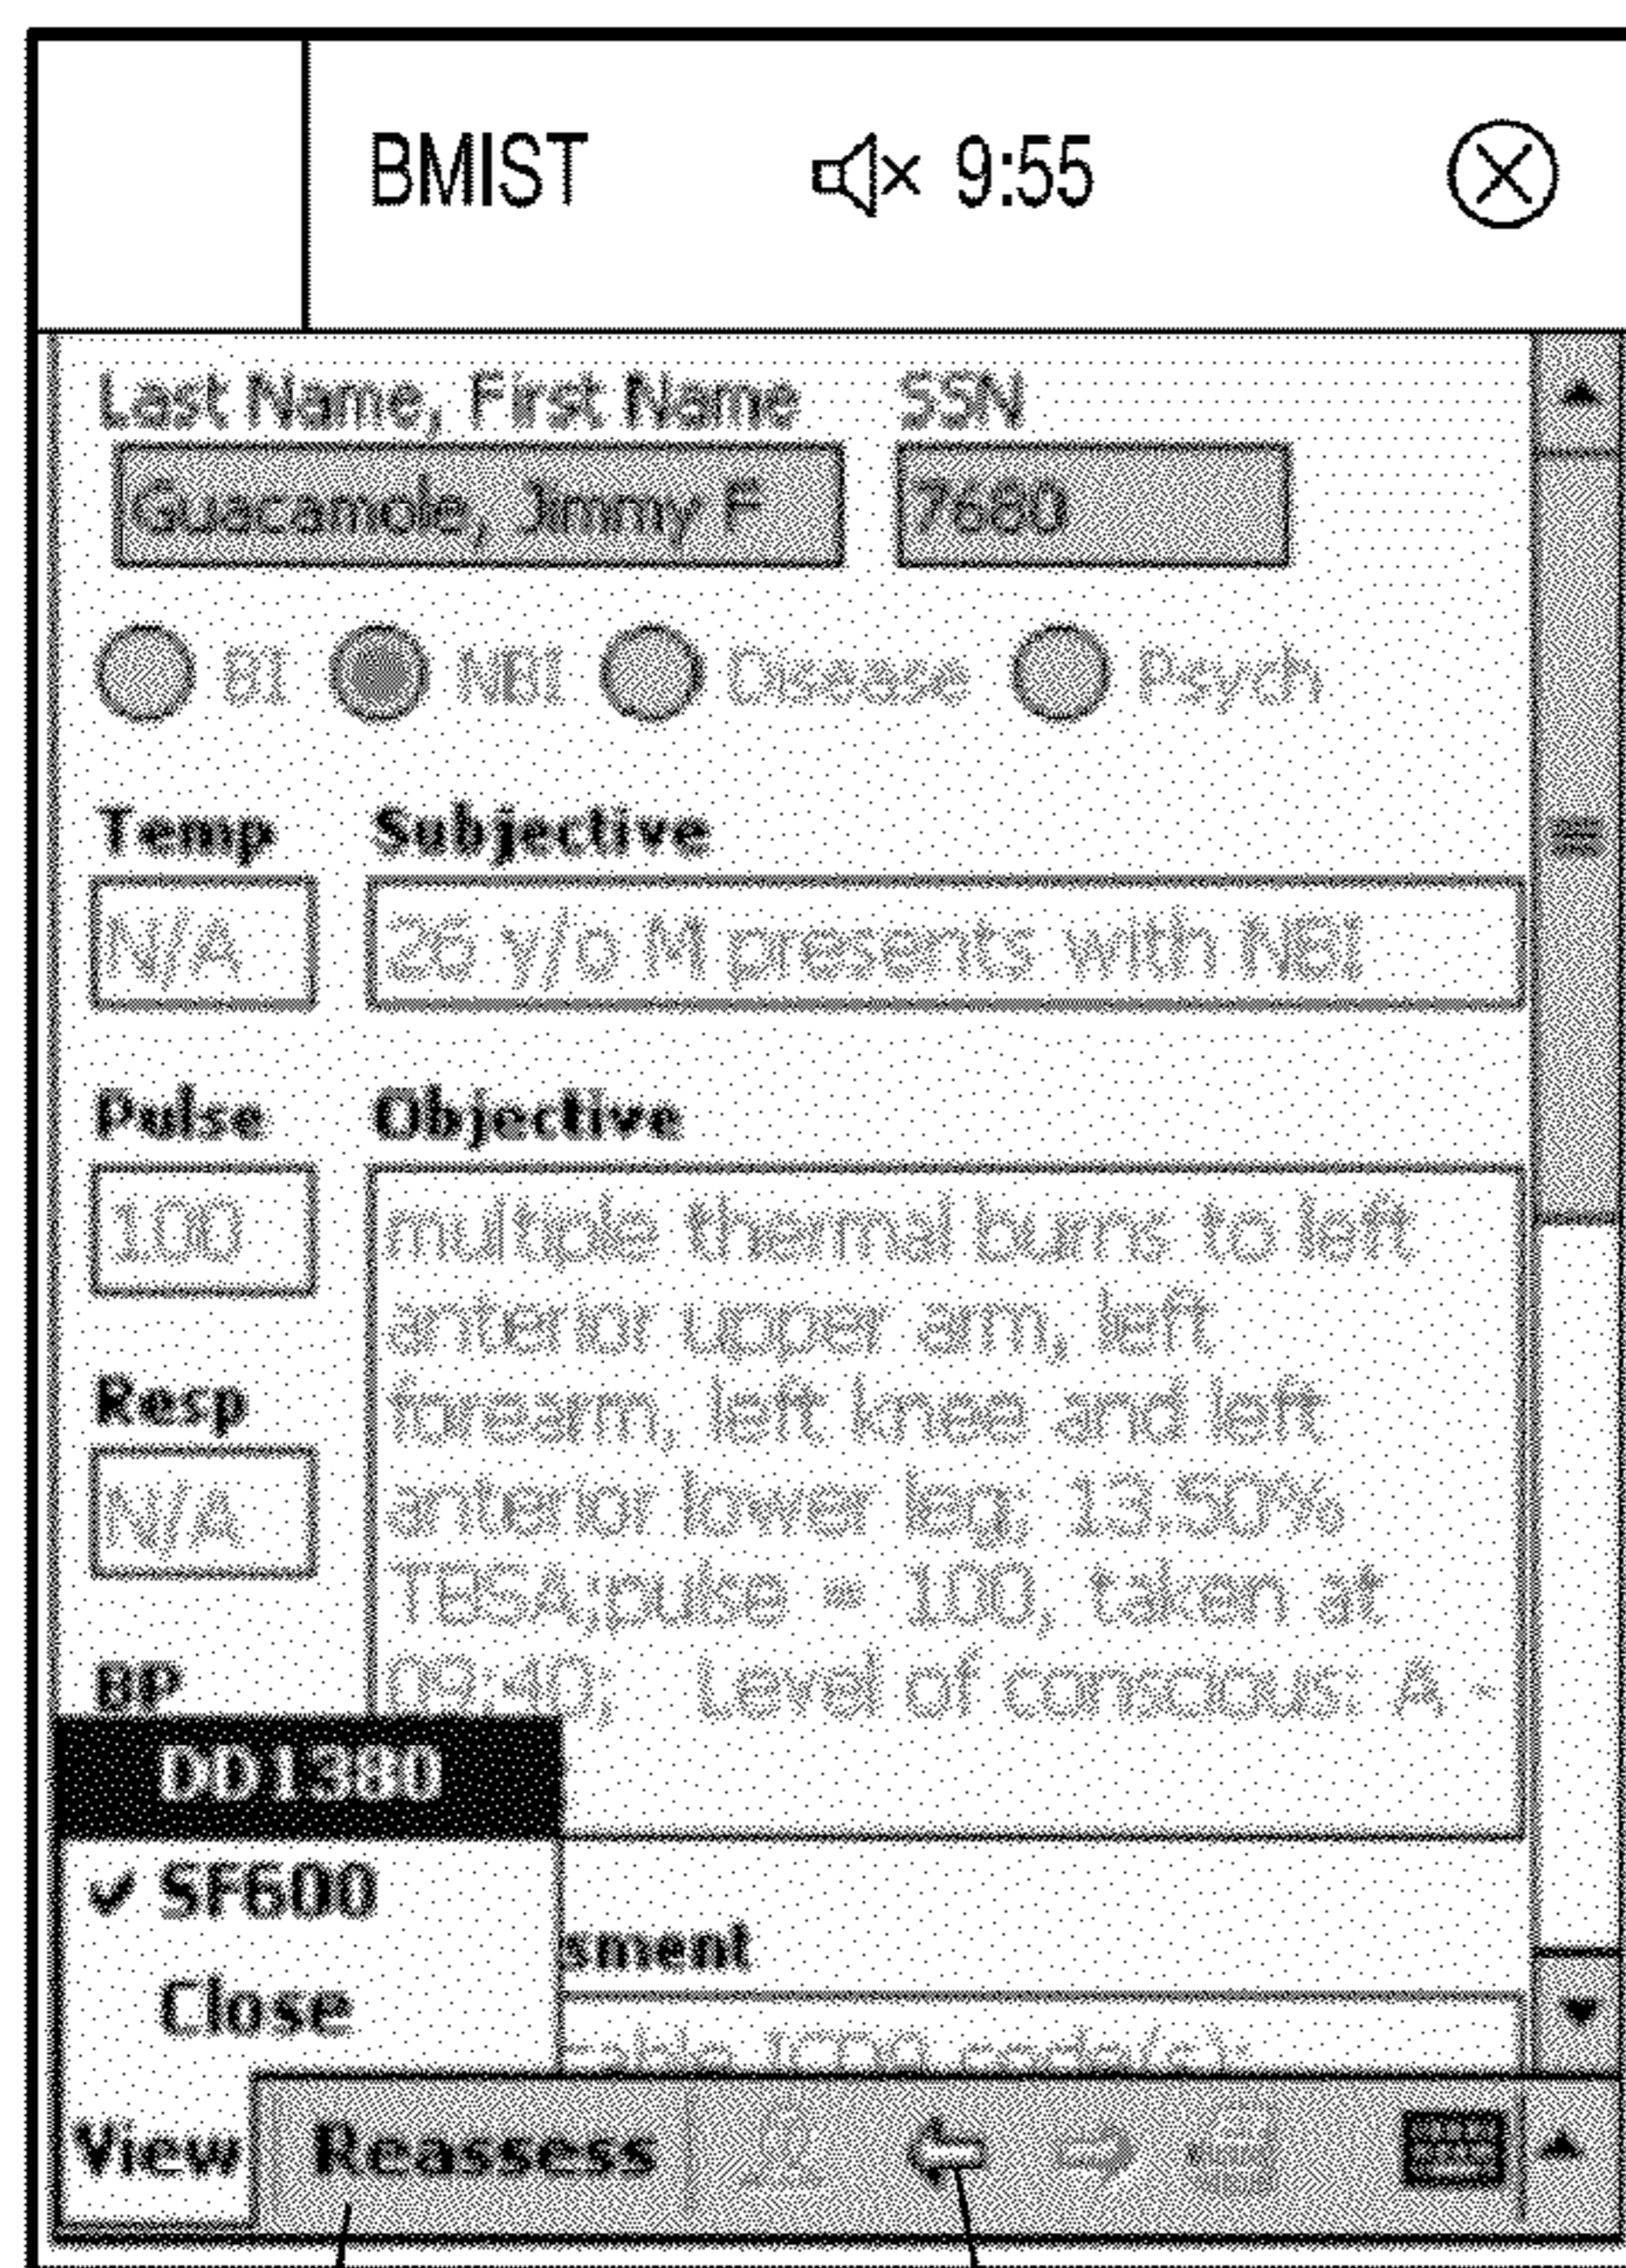 BMIST 9:55
Last Name, First Name SSN
Guacamole, Jimmy F 7680
BI NBI Disease Psych
Temp Subjective
N/A 26 y/o M presents with NBI
Pulse Objective
100 multiple thermal burns to left
anterior upper arm, left
Resp forearm, left knee and left
N/A anterior lower leg; 13.50%
TBSA;pulse = 100, taken at
BP 09:40; Level of conscious: A -
DD1380
SF600
sment
Close
ICD9 code(s):
View Reassess